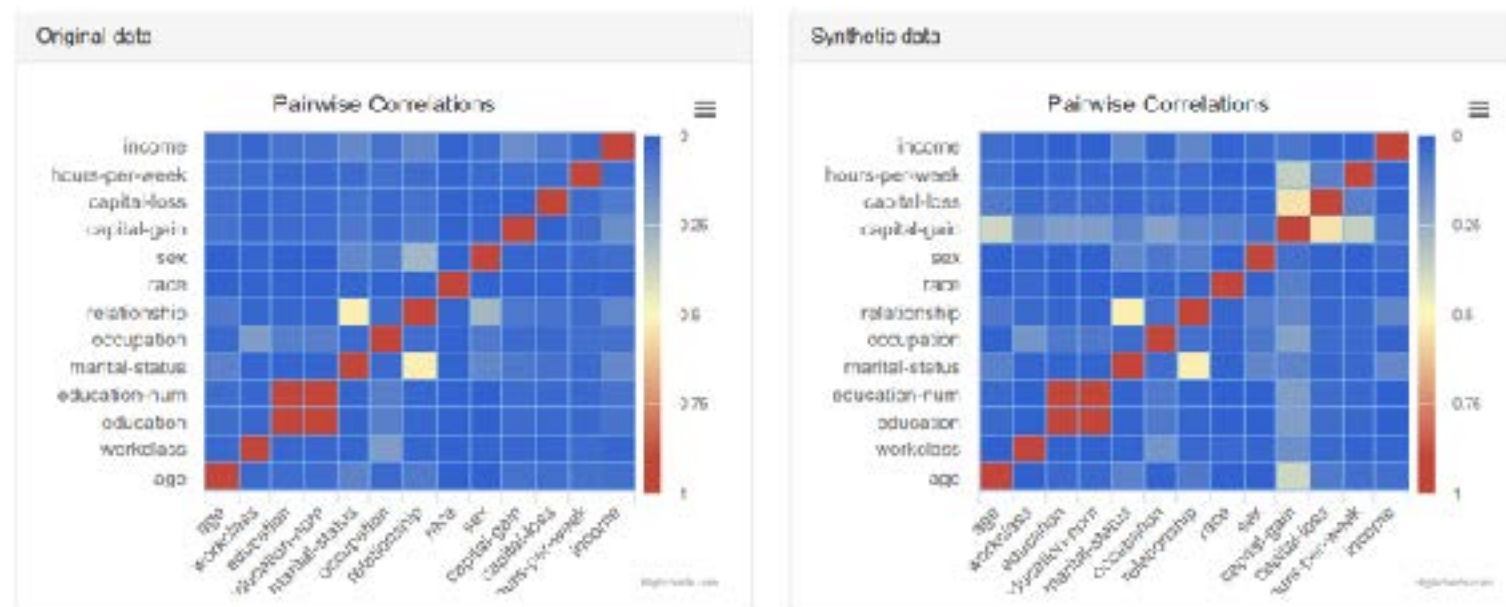 Original data
Pairwise Correlations
income
hours-per-week
capital-loss
capital-gain
sex
race
relationship
occupation
marital-status
education-num
education
workclass
age
0
0.25
0.5
0.75
1
age
workclass
education
education-num
marital-status
occupation
relationship
race
sex
capital-gain
capital-loss
ours-per-week
income
Synthetic data
Pairwise Correlations
income
hours-per-week
capital-loss
capital-gain
sex
race
relationship
occupation
marital-status
education-num
education
workclass
age
0
0.25
0.5
0.75
1
age
workclass
education
education-num
marital-status
occupation
relationship
race
sex
capital-gain
capital-loss
ours-per-week
income